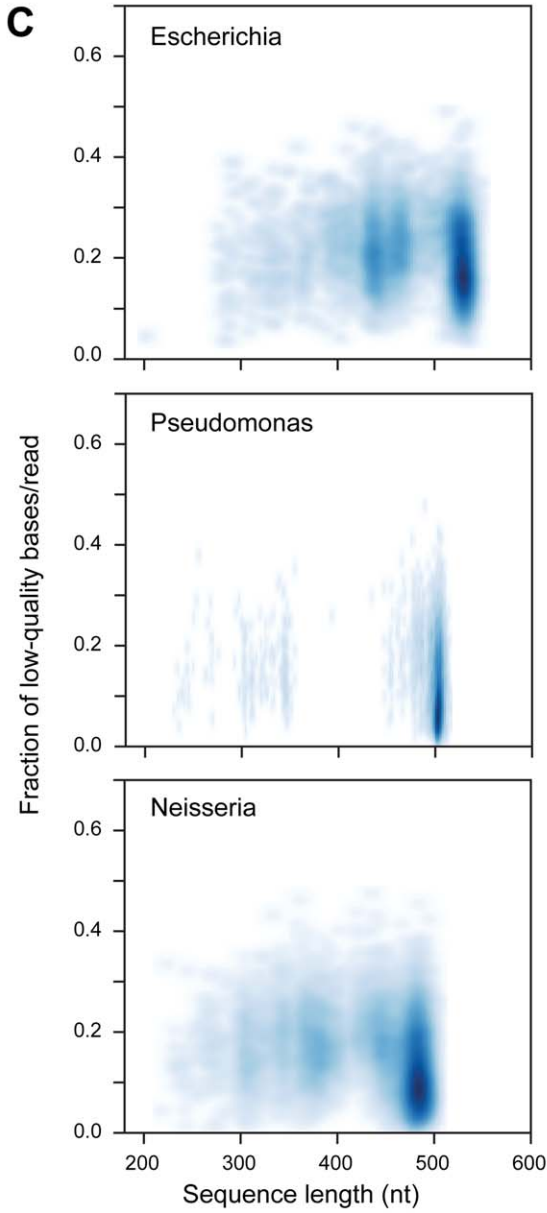 C
Escherichia
0.6
0.4
0.2
0.0
Pseudomonas
0.6
0.4
0.2
0.0
Fraction of low-quality bases/read
Neisseria
0.6
0.4
0.2
0.0
200 300 400 500 600
Sequence length (nt)